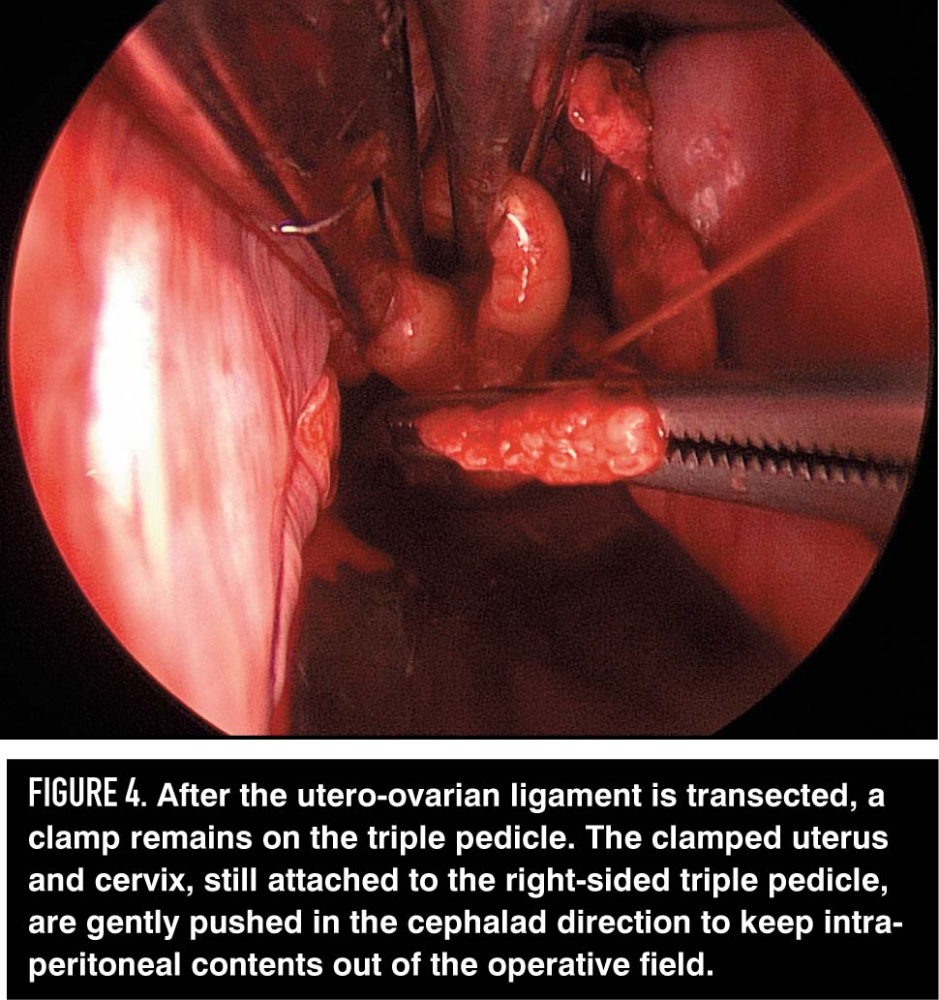 FIGURE 4. After the utero-ovarian ligament is transected, a
clamp remains on the triple pedicle. The clamped uterus
and cervix, still attached to the right-sided triple pedicle,
are gently pushed in the cephalad direction to keep intra-
peritoneal contents out of the operative field.